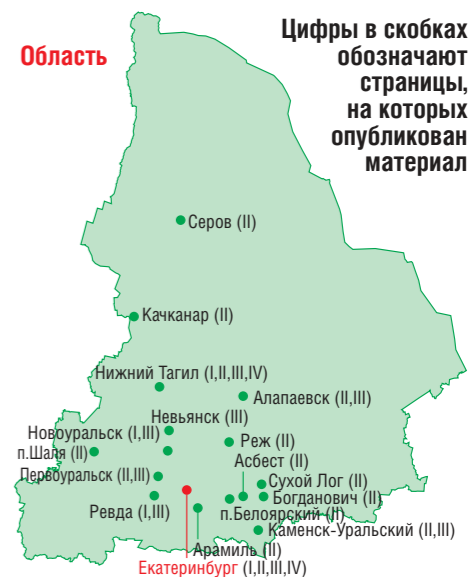 Область
Цифры в скобках
обозначают
страницы,
на которых
опубликован
материал
Серов (II)
Качканар (II)
Нижний Тагил (I,II,III,IV)
Алапаевск (II,III)
Невьянск (III)
Новоуральск (I,III)
Реж (II)
п.Шаля (II)
Асбест (II)
Первоуральск (II,III)
Сухой Лог (II)
Богданович (II)
Ревда (I,III)
п.Белоярский (II)
Каменск-Уральский (II,III)
Арамиль (II)
Екатеринбург (I,II,III,IV)